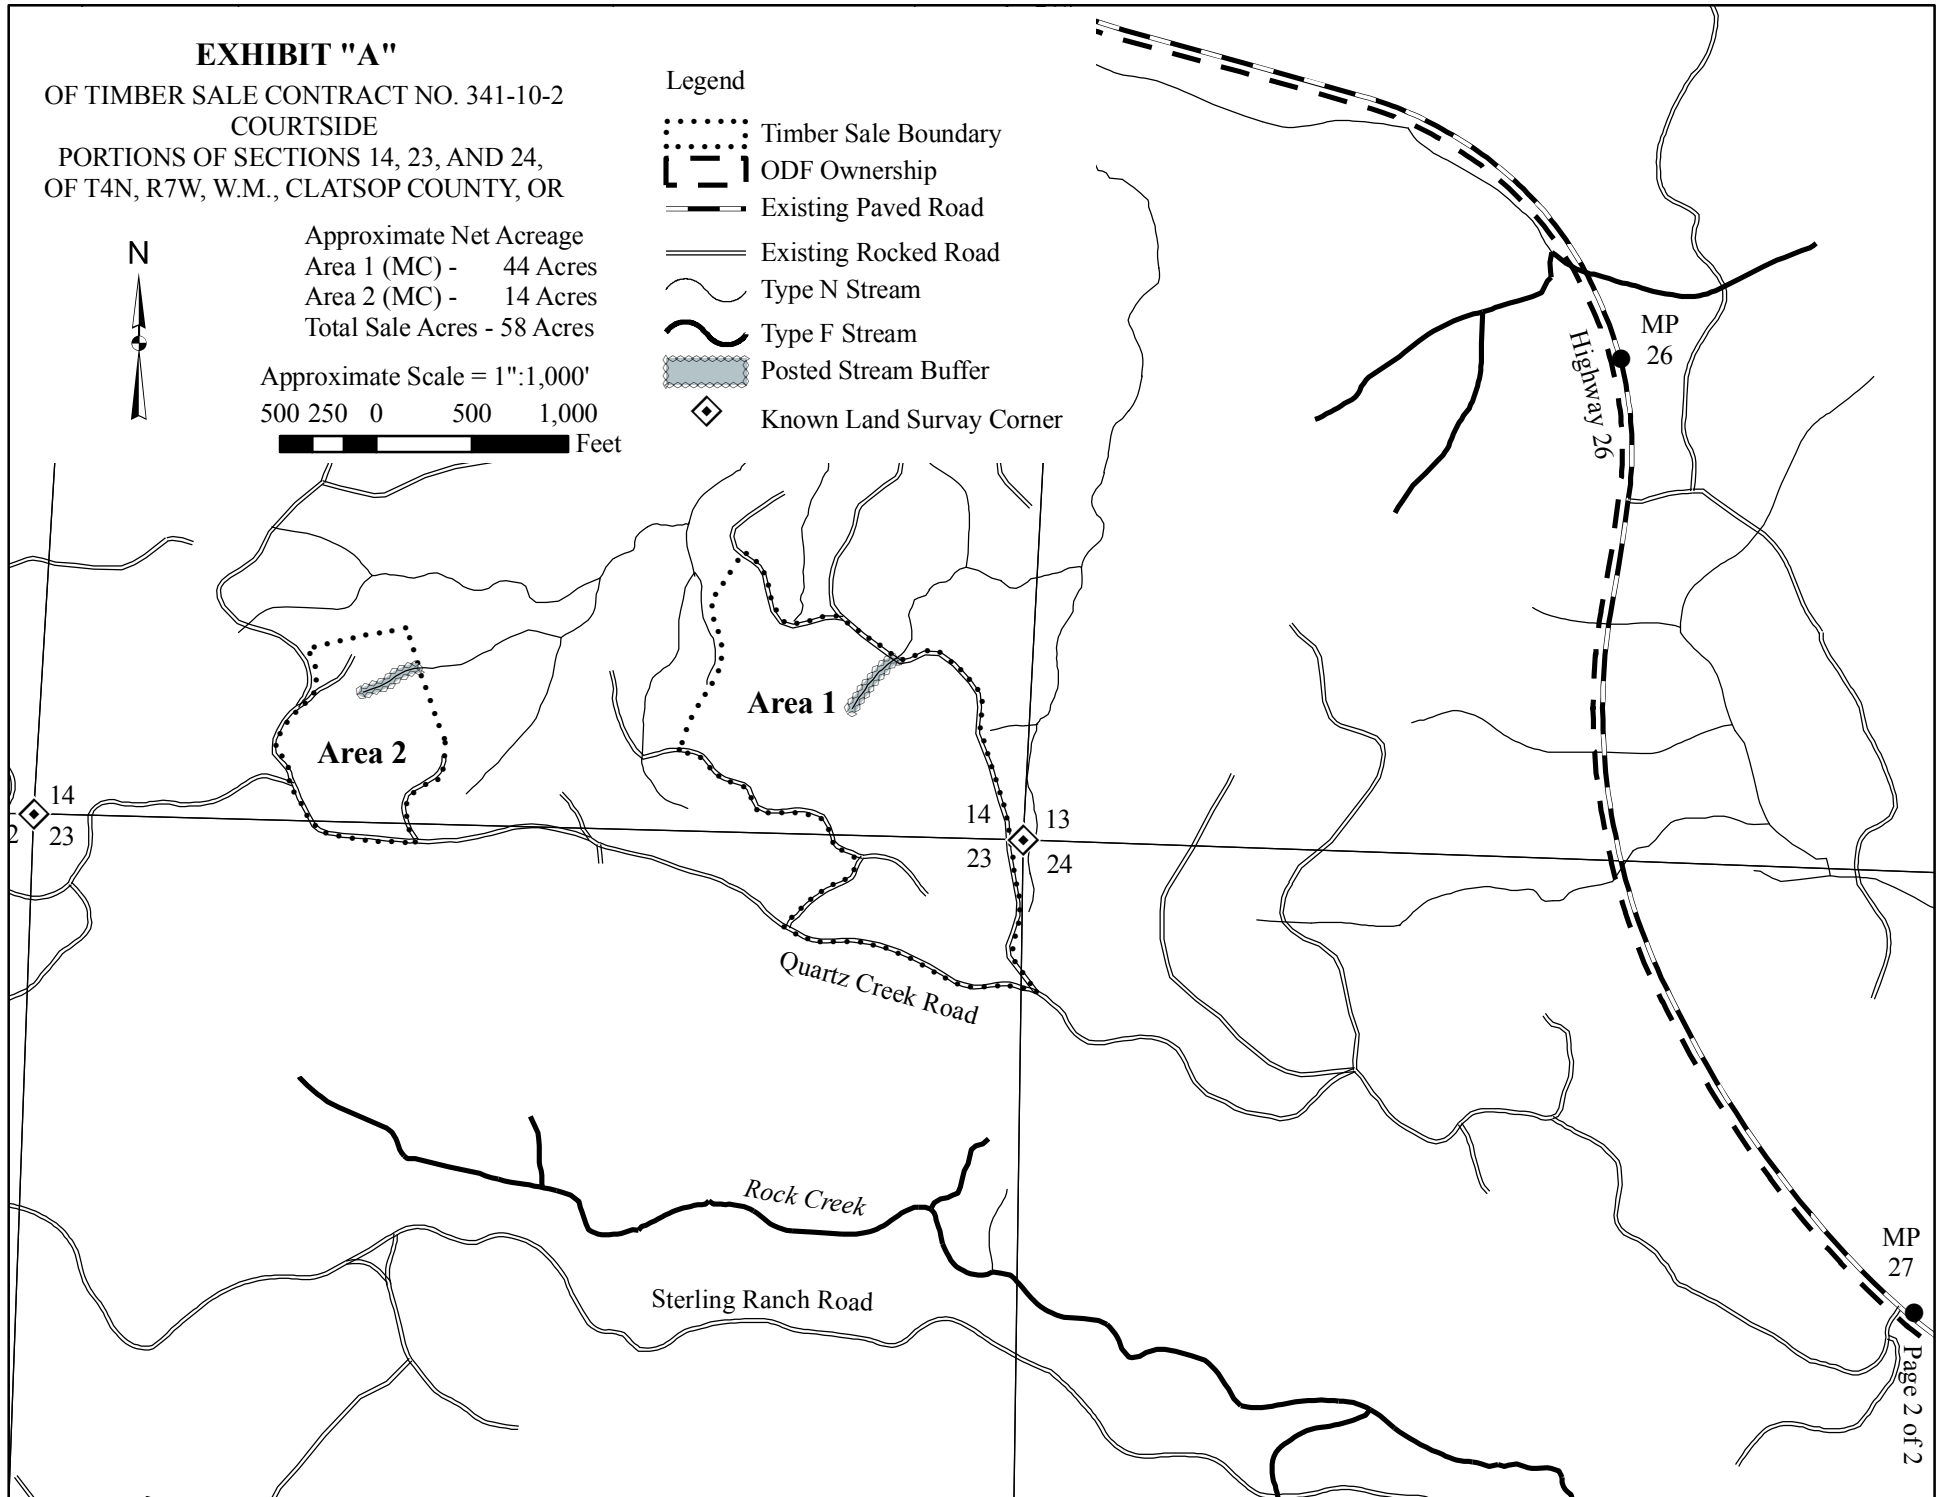 EXHIBIT "A"
OF TIMBER SALE CONTRACT NO. 341-10-2
COURTSIDE
PORTIONS OF SECTIONS 14, 23, AND 24,
OF T4N, R7W, W.M., CLATSOP COUNTY, OR
N
Approximate Net Acreage
Area 1 (MC) - 44 Acres
Area 2 (MC) - 14 Acres
Total Sale Acres - 58 Acres
Approximate Scale = 1":1,000'
500 250 0 500 1,000
Feet
Legend
Timber Sale Boundary
ODF Ownership
Existing Paved Road
Existing Rocked Road
Type N Stream
Type F Stream
Posted Stream Buffer
Known Land Survay Corner
MP
26
Highway 26
Area 1
Area 2
14
2 23
14 13
23 24
Quartz Creek Road
Rock Creek
Sterling Ranch Road
MP
27
Page 2 of 2